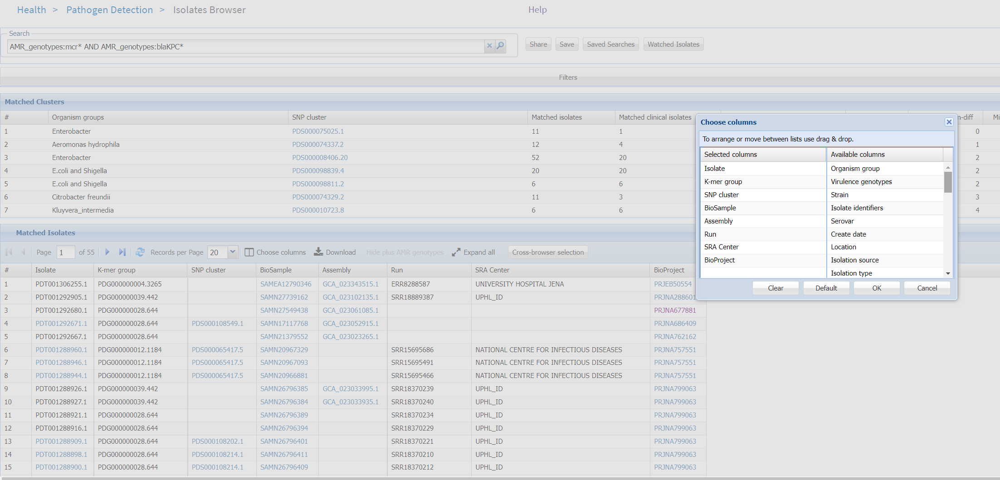 Health > Pathogen Detection > Isolates Browser Help
Search
AMR_genotypes:mcr* AND AMR_genotypes:blaKPC*
Share Save Saved Searches Watched Isolates
Filters
Matched Clusters
# Organism groups SNP cluster Matched isolates Matched clinical isolates n-diff Mi
1 Enterobacter PDS000075025.1 11 1 0
2 Aeromonas hydrophila PDS000074337.2 12 4 1
3 Enterobacter PDS000008406.20 52 20 2
4 E.coli and Shigella PDS000098839.4 20 20 2
5 E.coli and Shigella PDS000098811.2 6 6 2
6 Citrobacter freundii PDS000074329.2 11 3 3
7 Kluyvera_intermedia PDS000010723.8 6 6 4
Choose columns
To arrange or move between lists use drag & drop.
Selected columns Available columns
Isolate Organism group
K-mer group Virulence genotypes
SNP cluster Strain
BioSample Isolate identifiers
Assembly Serovar
Run Create date
SRA Center Location
BioProject Isolation source
Isolation type
Clear Default OK Cancel
Matched Isolates
Page 1 of 55 Records per Page 20 Choose columns Download Hide plus AMR genotypes Expand all Cross-browser selection
# Isolate K-mer group SNP cluster BioSample Assembly Run SRA Center BioProject
1 PDT001306255.1 PDG000000004.3265 SAMEA12790346 GCA_023343515.1 ERR8288587 UNIVERSITY HOSPITAL JENA PRJEB50554
2 PDT001292905.1 PDG000000039.442 SAMN27739162 GCA_023102135.1 SRR18889387 UPHL_ID PRJNA288601
3 PDT001292680.1 PDG000000028.644 SAMN27549438 GCA_023061085.1 PRJNA677881
4 PDT001292671.1 PDG000000028.644 PDS000108549.1 SAMN17117768 GCA_023052915.1 PRJNA686409
5 PDT001292667.1 PDG000000028.644 SAMN21379552 GCA_023023265.1 PRJNA762162
6 PDT001288960.1 PDG000000012.1184 PDS000065417.5 SAMN20967329 SRR15695686 NATIONAL CENTRE FOR INFECTIOUS DISEASES PRJNA757551
7 PDT001288946.1 PDG000000012.1184 PDS000065417.5 SAMN20967093 SRR15695491 NATIONAL CENTRE FOR INFECTIOUS DISEASES PRJNA757551
8 PDT001288944.1 PDG000000012.1184 PDS000065417.5 SAMN20966881 SRR15695466 NATIONAL CENTRE FOR INFECTIOUS DISEASES PRJNA757551
9 PDT001288926.1 PDG000000039.442 SAMN26796385 GCA_023033995.1 SRR18370239 UPHL_ID PRJNA799063
10 PDT001288927.1 PDG000000039.442 SAMN26796384 GCA_023033935.1 SRR18370240 UPHL_ID PRJNA799063
11 PDT001288921.1 PDG000000028.644 SAMN26796389 SRR18370234 UPHL_ID PRJNA799063
12 PDT001288916.1 PDG000000028.644 SAMN26796394 SRR18370229 UPHL_ID PRJNA799063
13 PDT001288909.1 PDG000000028.644 PDS000108202.1 SAMN26796401 SRR18370221 UPHL_ID PRJNA799063
14 PDT001288898.1 PDG000000028.644 PDS000108214.1 SAMN26796411 SRR18370210 UPHL_ID PRJNA799063
15 PDT001288900.1 PDG000000028.644 PDS000108214.1 SAMN26796409 SRR18370212 UPHL_ID PRJNA799063